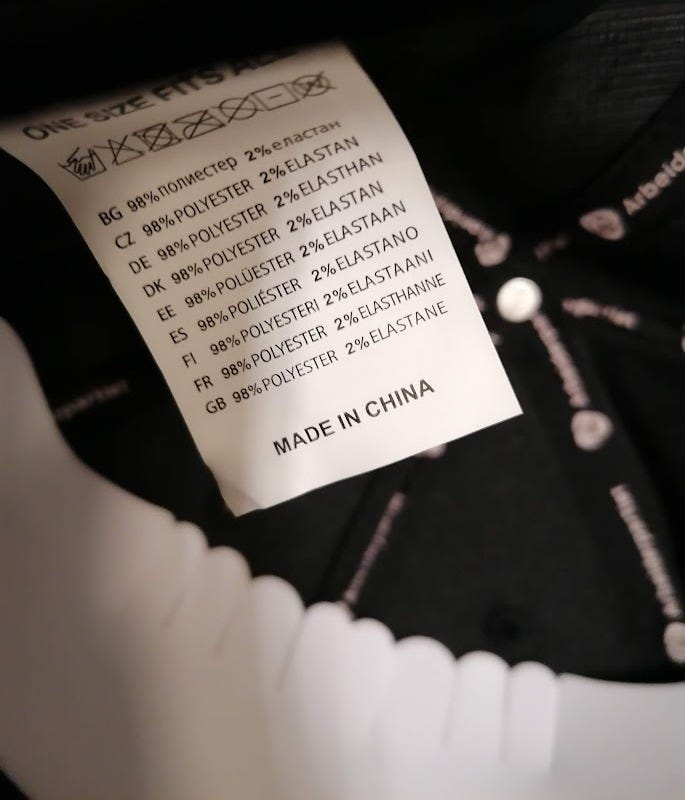 ONE SIZE FITS ALL
BG 98% полиестер 2% еластан
CZ 98% POLYESTER 2% ELASTAN
DE 98% POLYESTER 2% ELASTHAN
DK 98% POLYESTER 2% ELASTAN
EE 98% POLÜESTER 2% ELASTAAN
ES 98% POLIÉSTER 2% ELASTANO
FI 98% POLYESTERI 2% ELASTAANI
FR 98% POLYESTER 2% ELASTHANNE
GB 98% POLYESTER 2% ELASTANE
MADE IN CHINA